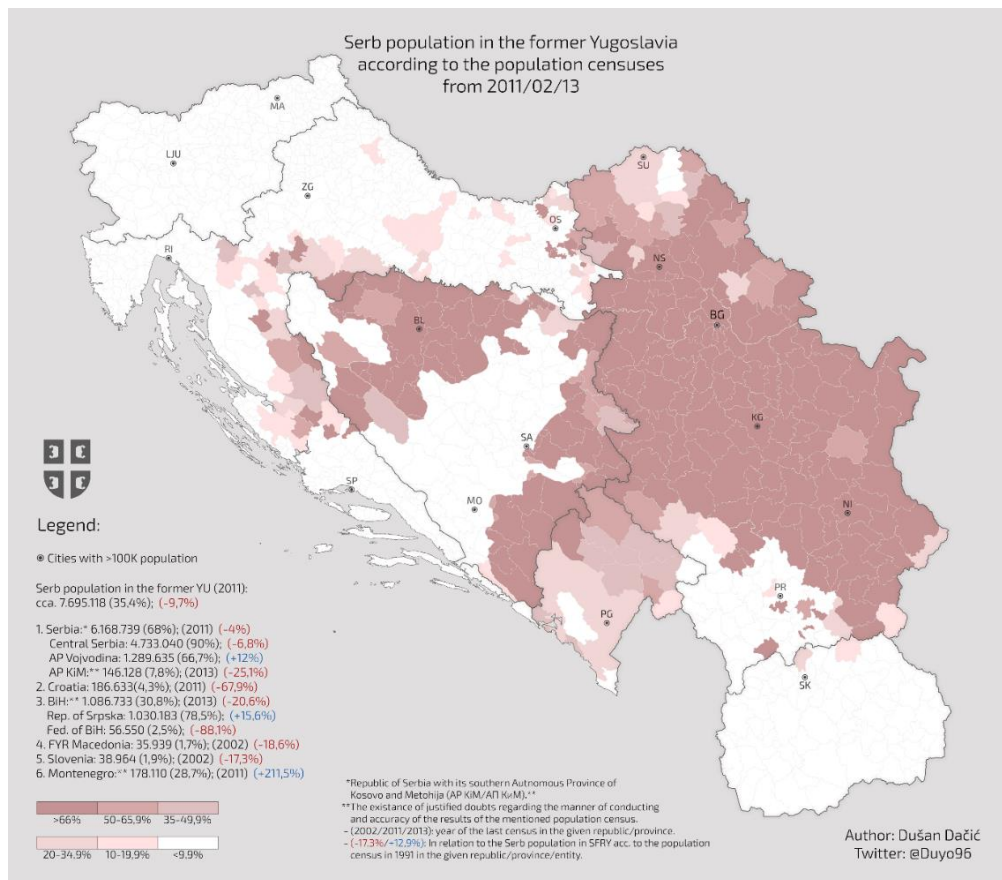 Serb population in the former Yugoslavia
according to the population censuses
from 2011/02/13
MA
LJU
ZG
RI
SU
OS
NS
BL
BG
KG
SA
SP
MO
NI
PR
PG
SK
Legend:
Cities with >100K population
Serb population in the former YU (2011):
cca. 7.695.118 (35,4%); (-9,7%)
1. Serbia:* 6.168.739 (68%); (2011) (-4%)
Central Serbia: 4.733.040 (90%) (-6,8%)
AP Vojvodina: 1.289.635 (66,7%) (+12%)
AP KiM:** 146.128 (7,8%); (2013) (-25,1%)
2. Croatia: 186.633(4,3%); (2011) (-67,9%)
3. BiH:** 1.086.733 (30,8%); (2013) (-20,6%)
Rep. of Srpska: 1.030.183 (78,5%); (+15,6%)
Fed. of BiH: 56.550 (2,5%); (-88,1%)
4. FYR Macedonia: 35.939 (1,7%); (2002) (-18,6%)
5. Slovenia: 38.964 (1,9%); (2002) (-17,3%)
6. Montenegro:** 178.110 (28,7%); (2011) (+211,5%)
>66% 50-65,9% 35-49,9%
20-34,9% 10-19,9% <9,9%
*Republic of Serbia with its southern Autnomous Province of
Kosovo and Metohija (AP KiM/АП КиМ).**
**The existance of justified doubts regarding the manner of conducting
and accuracy of the results of the mentioned population census.
- (2002/2011/2013): year of the last census in the given republic/province.
- (-17.3%/+12,9%): In relation to the Serb population in SFRY acc. to the population
census in 1991 in the given republic/province/entity.
Author: Dušan Dačić
Twitter: @Duyo96